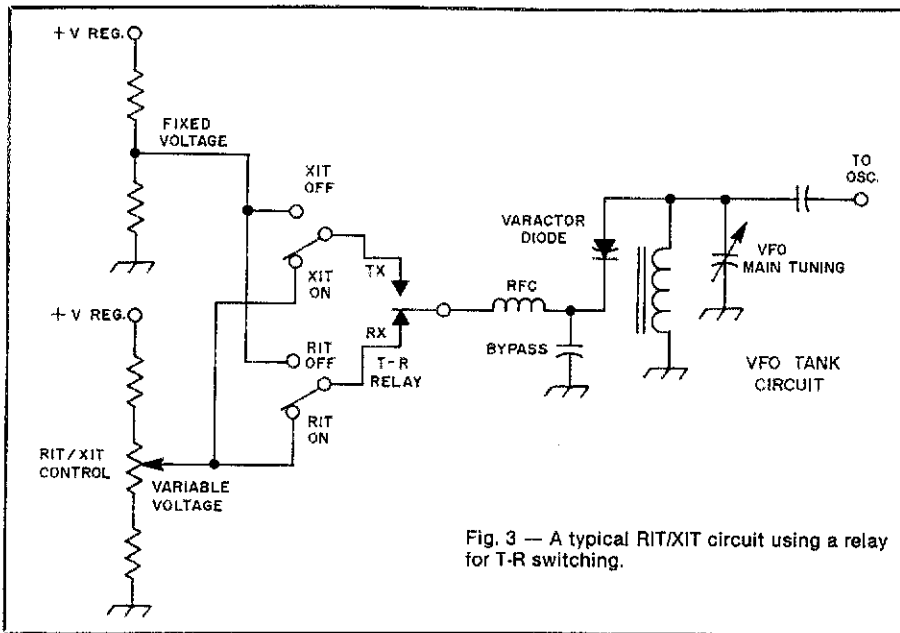 + V REG.
FIXED
VOLTAGE
XIT
OFF
XIT
ON
TX
+ V REG.
RIT
OFF
RX
T-R
RELAY
RIT
ON
RIT/XIT
CONTROL
VARIABLE
VOLTAGE
RFC
BYPASS
VARACTOR
DIODE
TO
OSC.
VFO
MAIN TUNING
VFO TANK
CIRCUIT
Fig. 3 — A typical RIT/XIT circuit using a relay
for T-R switching.